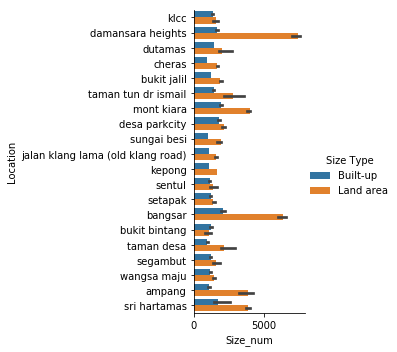 klcc
damansara heights
dutamas
cheras
bukit jalil
taman tun dr ismail
mont kiara
desa parkcity
sungai besi
jalan klang lama (old klang road)
kepong
sentul
setapak
bangsar
bukit bintang
taman desa
segambut
wangsa maju
ampang
sri hartamas
Location
0
5000
size_num
Size Type
Built-up
Land area